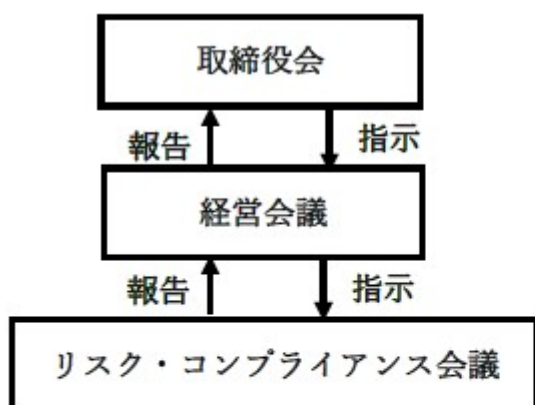 取締役会
報告
指示
経営会議
報告
指示
リスク・コンプライアンス会議